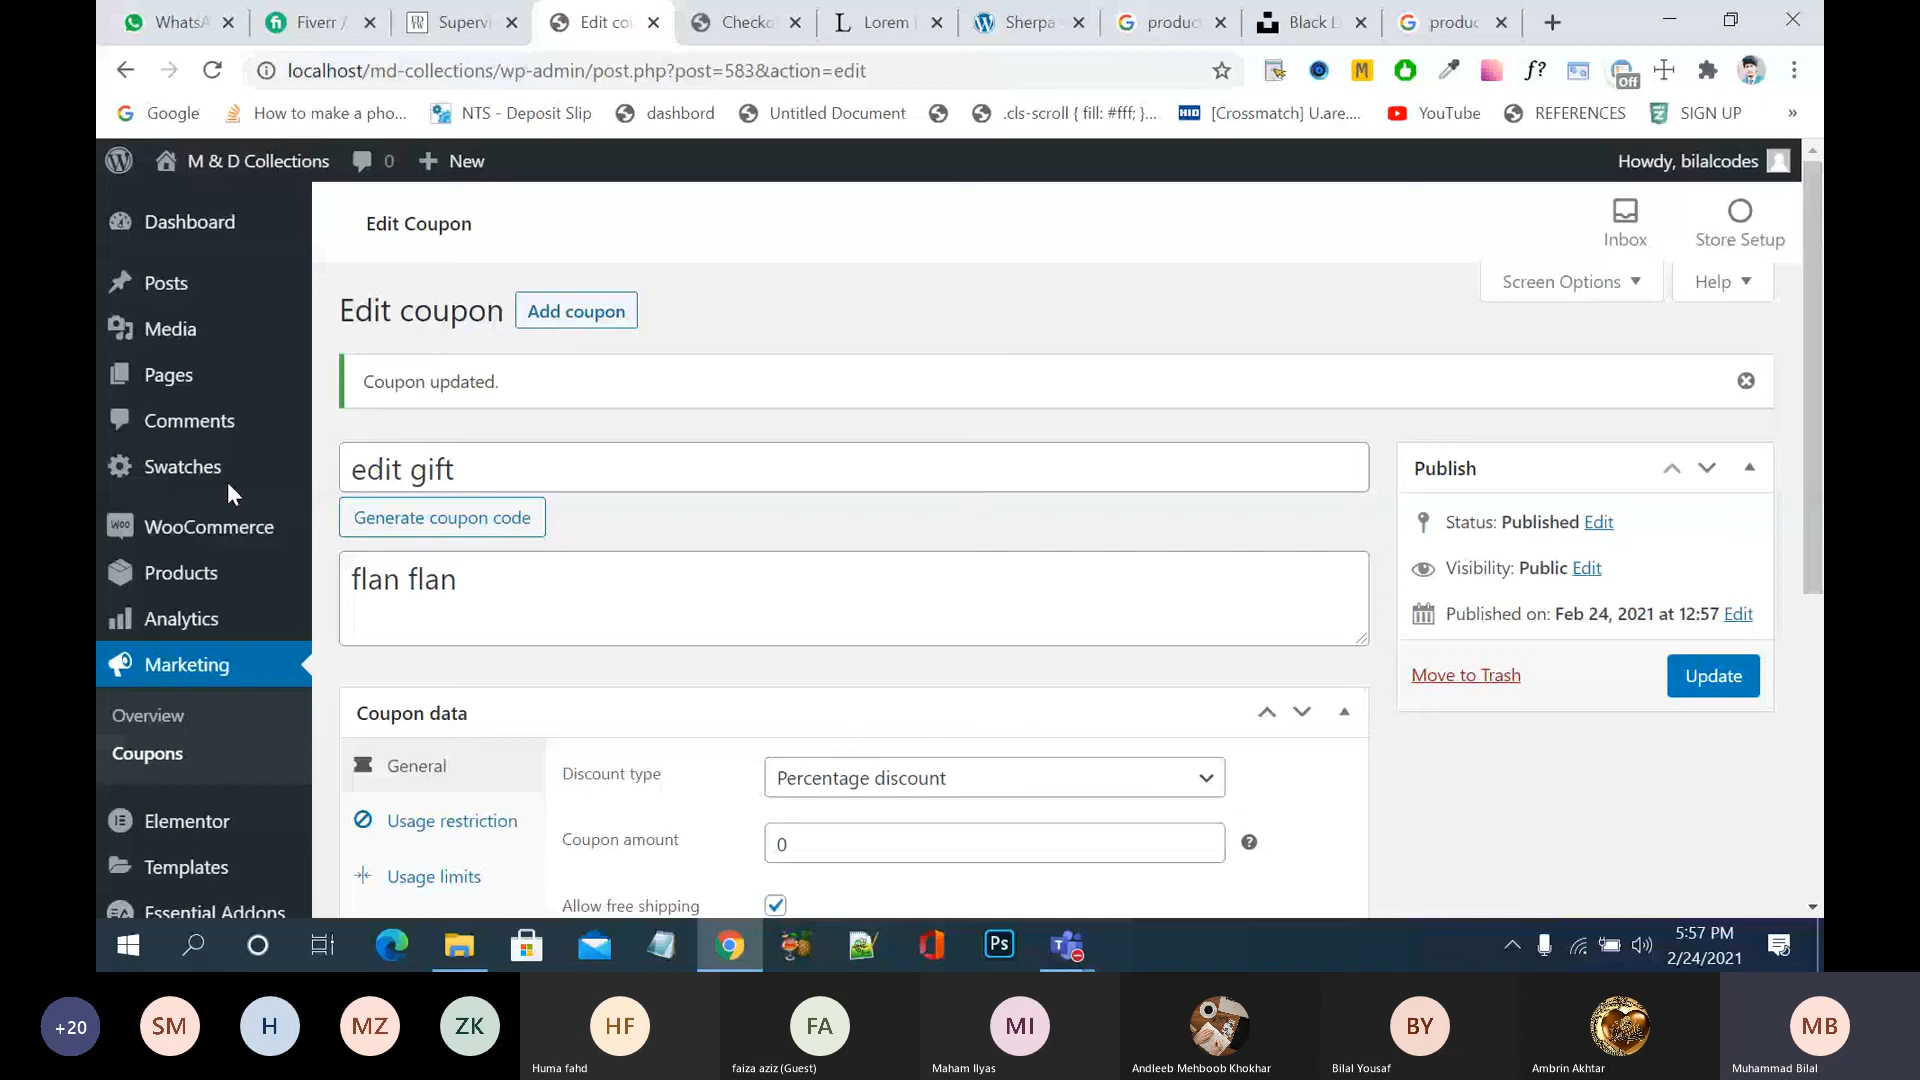 WhatsA
Fiverr /
Supervi
Edit co
Checko
Lorem
Sherpa
produc
Black L
produc
localhost/md-collections/wp-admin/post.php?post=583&action=edit
Off
Google
How to make a pho...
NTS - Deposit Slip
dashbord
Untitled Document
.cls-scroll { fill: #fff; }...
[Crossmatch] U.are....
YouTube
REFERENCES
SIGN UP
M & D Collections
0
New
Howdy, bilalcodes
Dashboard
Posts
Media
Pages
Comments
Swatches
WooCommerce
Products
Analytics
Marketing
Overview
Coupons
Elementor
Templates
Essential Addons
Edit Coupon
Inbox
Store Setup
Screen Options
Help
Edit coupon
Add coupon
Coupon updated.
edit gift
Generate coupon code
flan flan
Publish
Status: Published Edit
Visibility: Public Edit
Published on: Feb 24, 2021 at 12:57 Edit
Move to Trash
Update
Coupon data
General
Usage restriction
Usage limits
Discount type
Percentage discount
Coupon amount
0
Allow free shipping
Ps
5:57 PM
2/24/2021
+20
SM
H
MZ
ZK
HF
Huma fahd
FA
faiza aziz (Guest)
MI
Maham Ilyas
Andleeb Mehboob Khokhar
BY
Bilal Yousaf
Ambrin Akhtar
MB
Muhammad Bilal